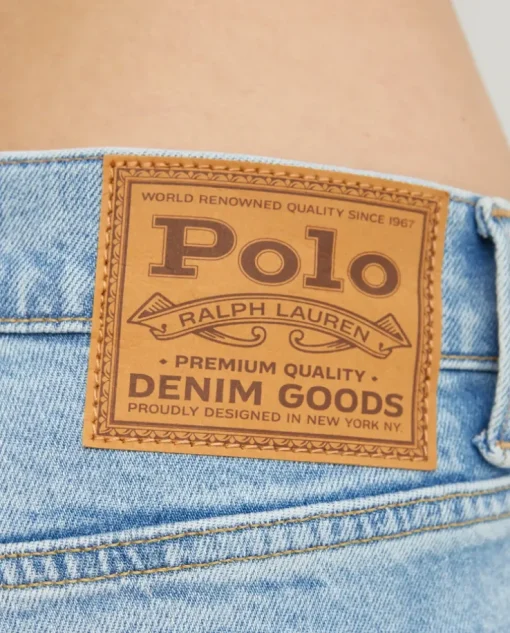 WORLD RENOWNED QUALITY SINCE 1967
Polo
RALPH LAUREN
• PREMIUM QUALITY •
DENIM GOODS
PROUDLY DESIGNED IN NEW YORK NY.